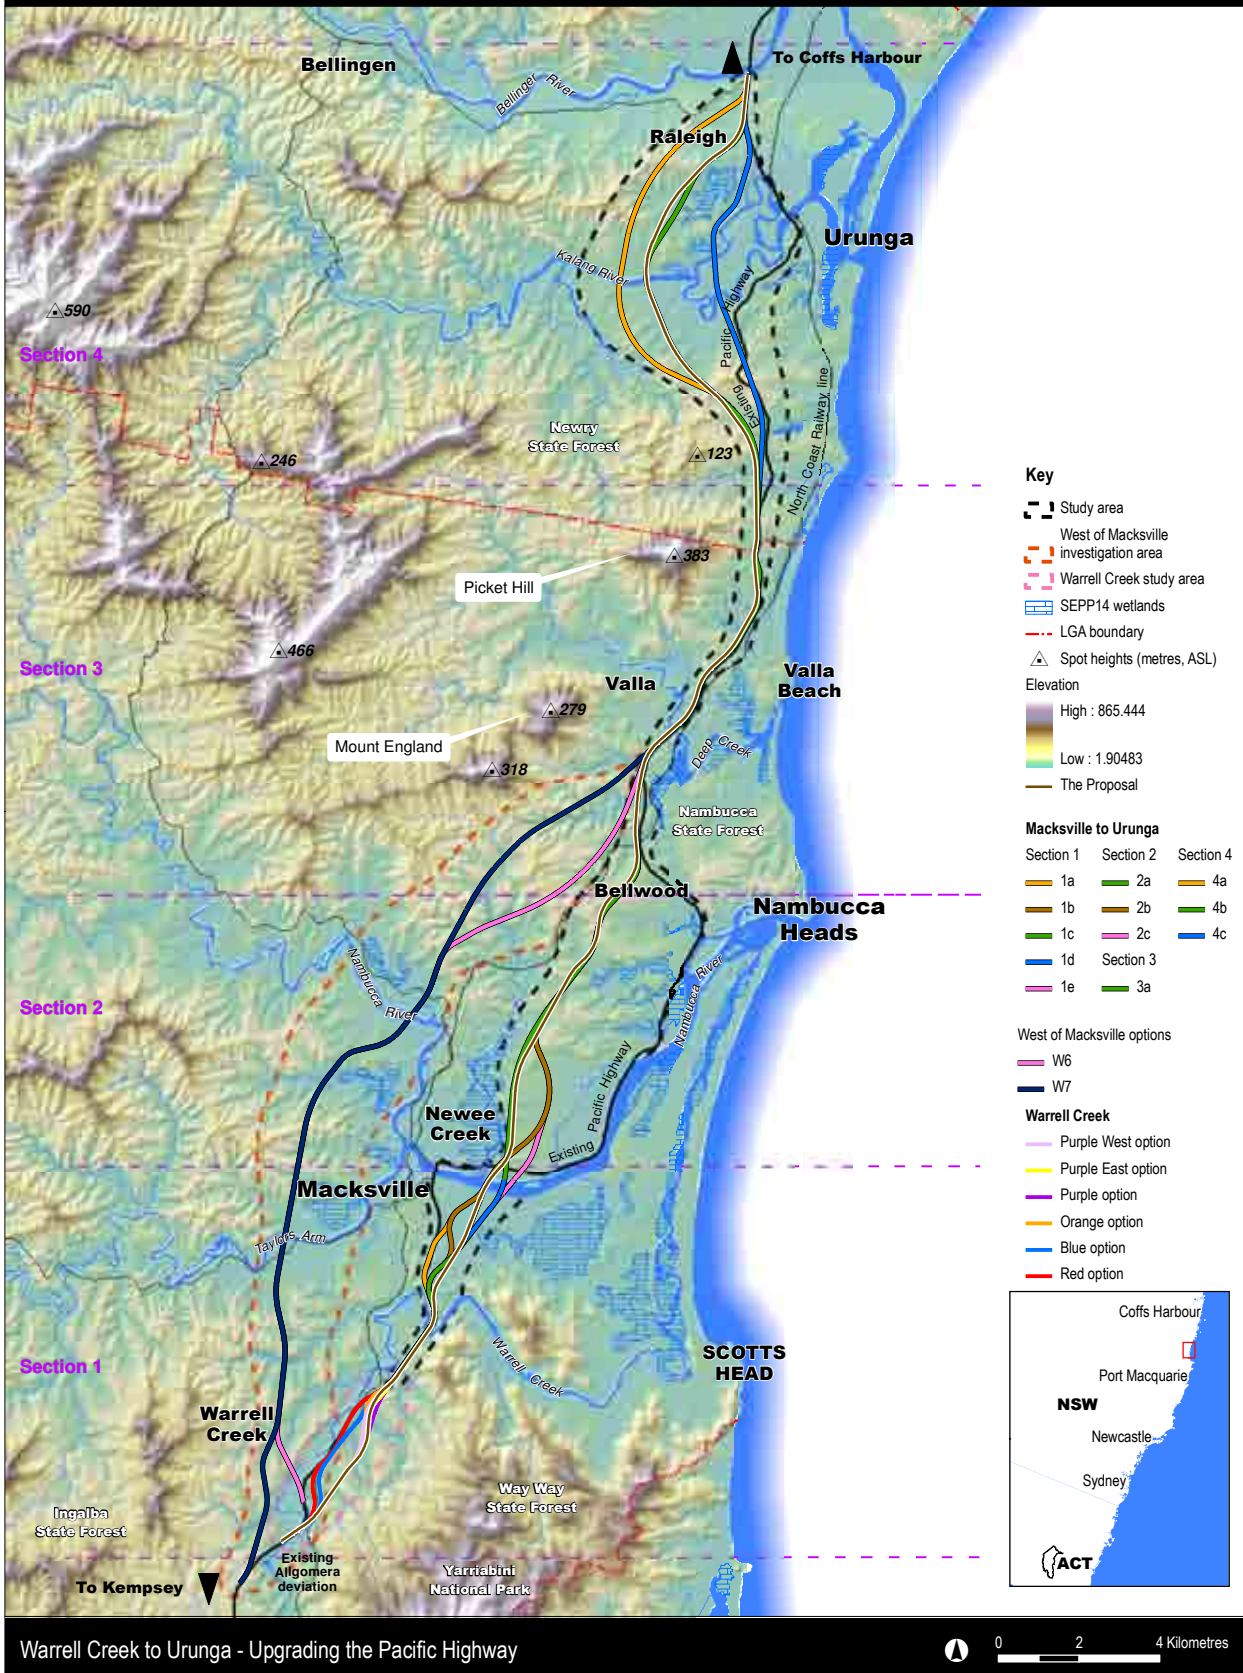 To Coffs Harbour
Bellingen
Bellinger River
Raleigh
Urunga
Kalang River
Pacific Highway
Existing
590
Section 4
North Coast Railway line
Newry
State Forest
123
246
383
Picket Hill
466
Section 3
Valla
Valla
Beach
279
Mount England
318
Deep Creek
Nambucca
State Forest
Bellwood
Nambucca
Heads
Nambucca River
Nambucca River
Section 2
Pacific Highway
Existing
Newee
Creek
Macksville
Taylors Arm
Warrell Creek
SCOTTS
HEAD
Section 1
Warrell
Creek
Way Way
State Forest
Ingalba
State Forest
Existing
Allgomera
deviation
Yarriabini
National Park
To Kempsey
Key
Study area
West of Macksville
investigation area
Warrell Creek study area
SEPP14 wetlands
LGA boundary
Spot heights (metres, ASL)
Elevation
High : 865.444
Low : 1.90483
The Proposal
Macksville to Urunga
Section 1 Section 2 Section 4
1a 2a 4a
1b 2b 4b
1c 2c 4c
1d Section 3
1e 3a
West of Macksville options
W6
W7
Warrell Creek
Purple West option
Purple East option
Purple option
Orange option
Blue option
Red option
Coffs Harbour
Port Macquarie
NSW
Newcastle
Sydney
ACT
Warrell Creek to Urunga - Upgrading the Pacific Highway
0 2 4 Kilometres